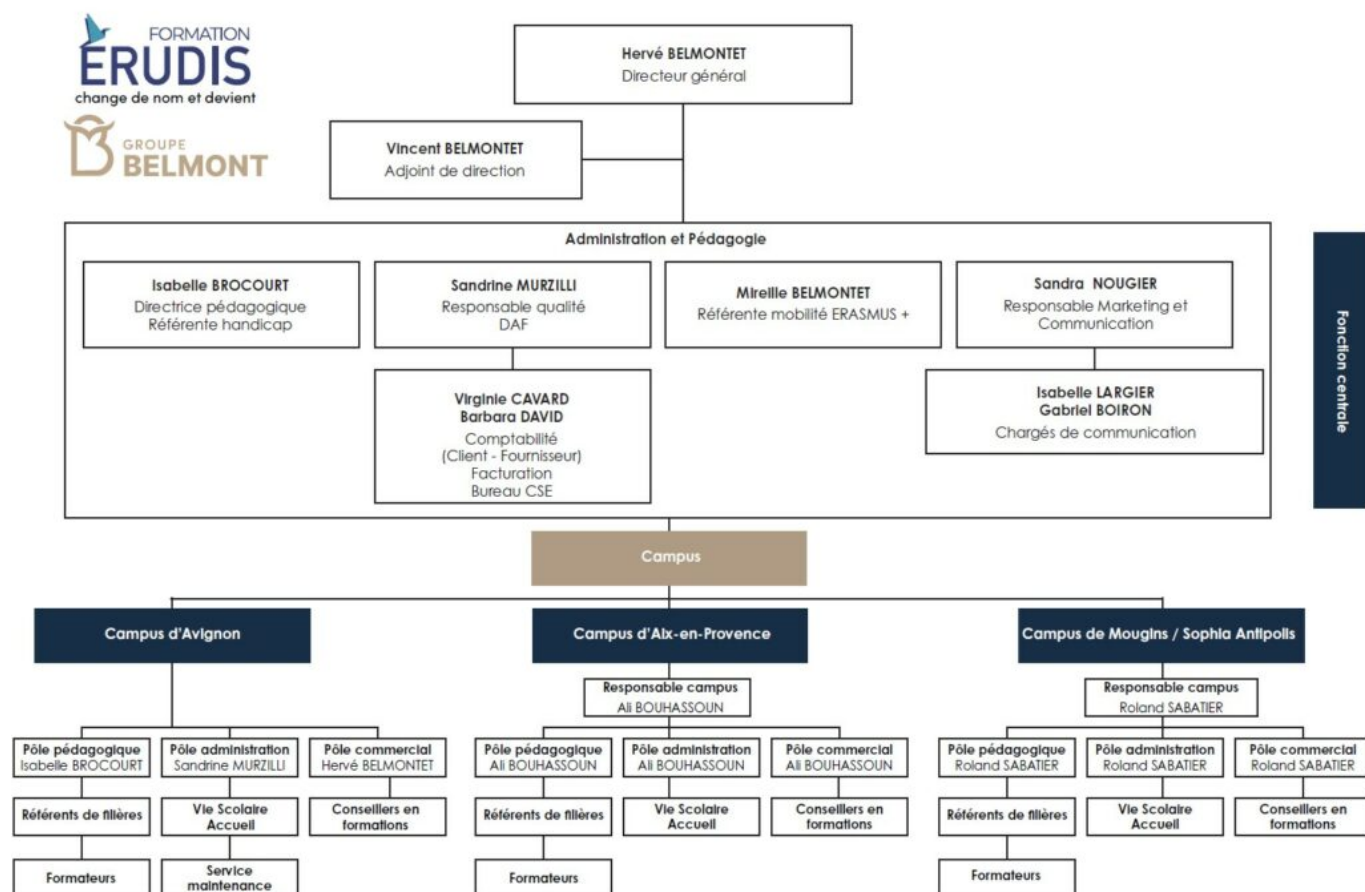 FORMATION
ERUDIS
change de nom et devient
GROUPE
BELMONT
Hervé BELMONTET
Directeur général
Vincent BELMONTET
Adjoint de direction
Administration et Pédagogie
Isabelle BROCOURT
Directrice pédagogique
Référente handicap
Sandrine MURZILLI
Responsable qualité
DAF
Mireille BELMONTET
Référente mobilité ERASMUS +
Sandra NOUGIER
Responsable Marketing et
Communication
Virginie CAVARD
Barbara DAVID
Comptabilité
(Client - Fournisseur)
Facturation
Bureau CSE
Isabelle LARGIER
Gabriel BOIRON
Chargés de communication
Fonction centrale
Campus
Campus d'Avignon
Campus d'Aix-en-Provence
Campus de Mougins / Sophia Antipolis
Responsable campus
Ali BOUHASSOUN
Responsable campus
Roland SABATIER
Pôle pédagogique
Isabelle BROCOURT
Pôle administration
Sandrine MURZILLI
Pôle commercial
Hervé BELMONTET
Pôle pédagogique
Ali BOUHASSOUN
Pôle administration
Ali BOUHASSOUN
Pôle commercial
Ali BOUHASSOUN
Pôle pédagogique
Roland SABATIER
Pôle administration
Roland SABATIER
Pôle commercial
Roland SABATIER
Référents de filières
Vie Scolaire
Accueil
Conseillers en
formations
Référents de filières
Vie Scolaire
Accueil
Conseillers en
formations
Référents de filières
Vie Scolaire
Accueil
Conseillers en
formations
Formateurs
Service
maintenance
Formateurs
Formateurs